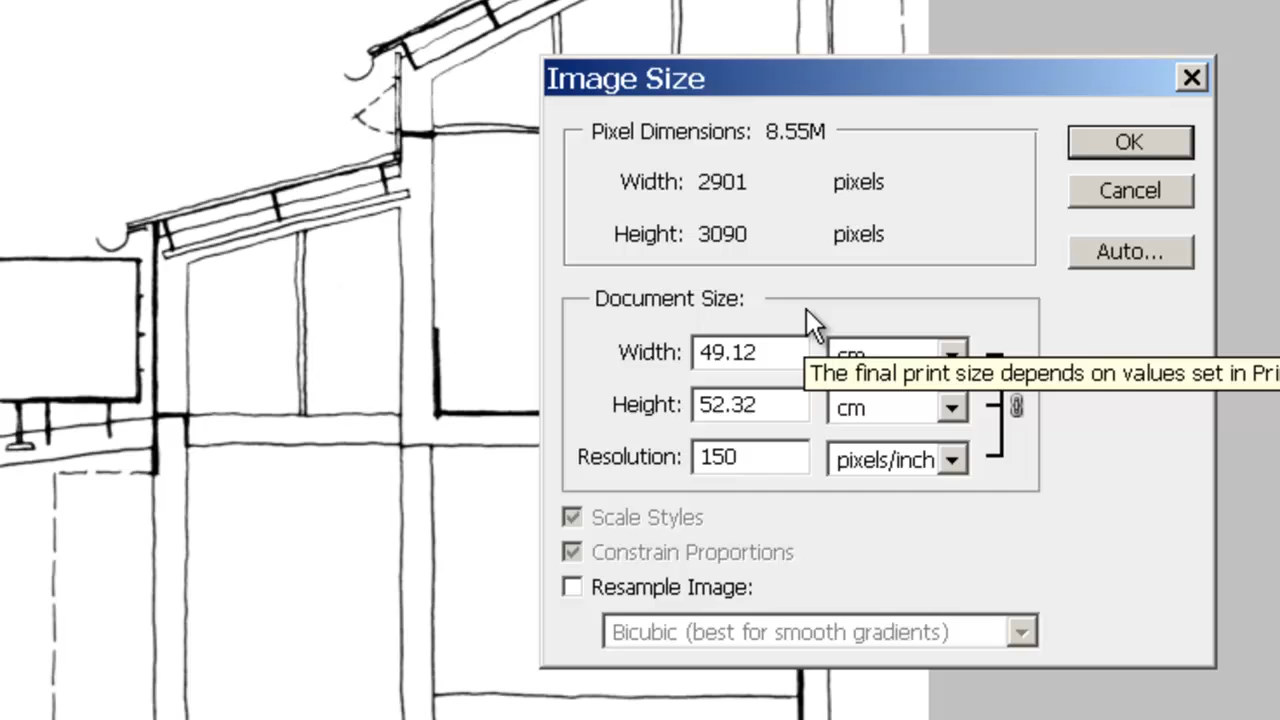 Image Size
Pixel Dimensions: 8.55M
Width: 2901 pixels
Height: 3090 pixels
OK
Cancel
Auto...
Document Size:
Width: 49.12 cm
The final print size depends on values set in Pri
Height: 52.32 cm
Resolution: 150 pixels/inch
Scale Styles
Constrain Proportions
Resample Image:
Bicubic (best for smooth gradients)